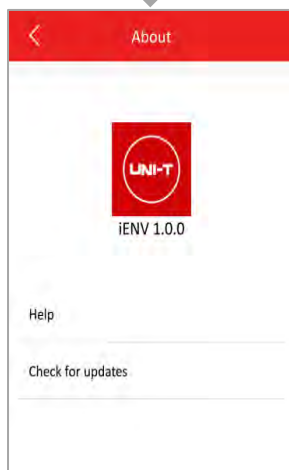 About
UNI-T
iENV 1.0.0
Help
Check for updates